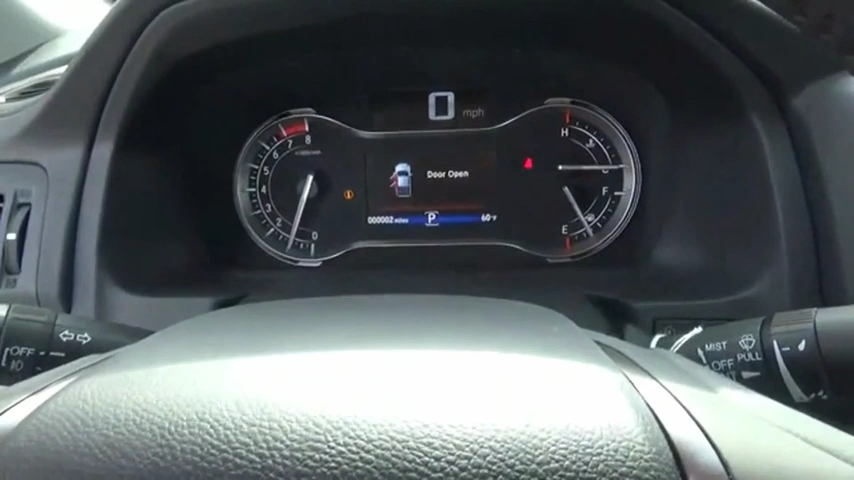 0 mph
8
7
6
5
4
3
2
0
H
C
F
E
Door Open
000002 miles P 60°F
OFF
MIST
OFF PULL